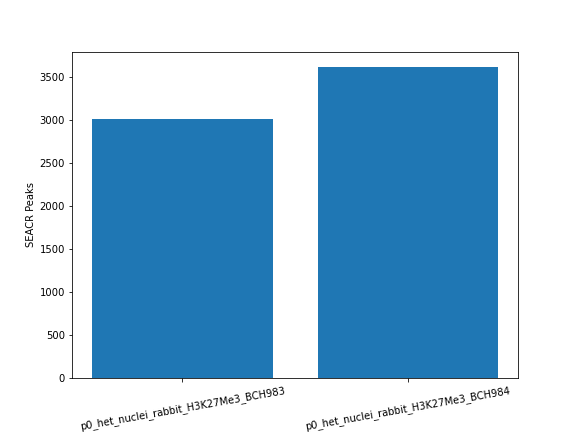 3500
3000
2500
2000
1500
1000
500
0
SEACR Peaks
p0_het_nuclei_rabbit_H3K27Me3_BCH983
p0_het_nuclei_rabbit_H3K27Me3_BCH984